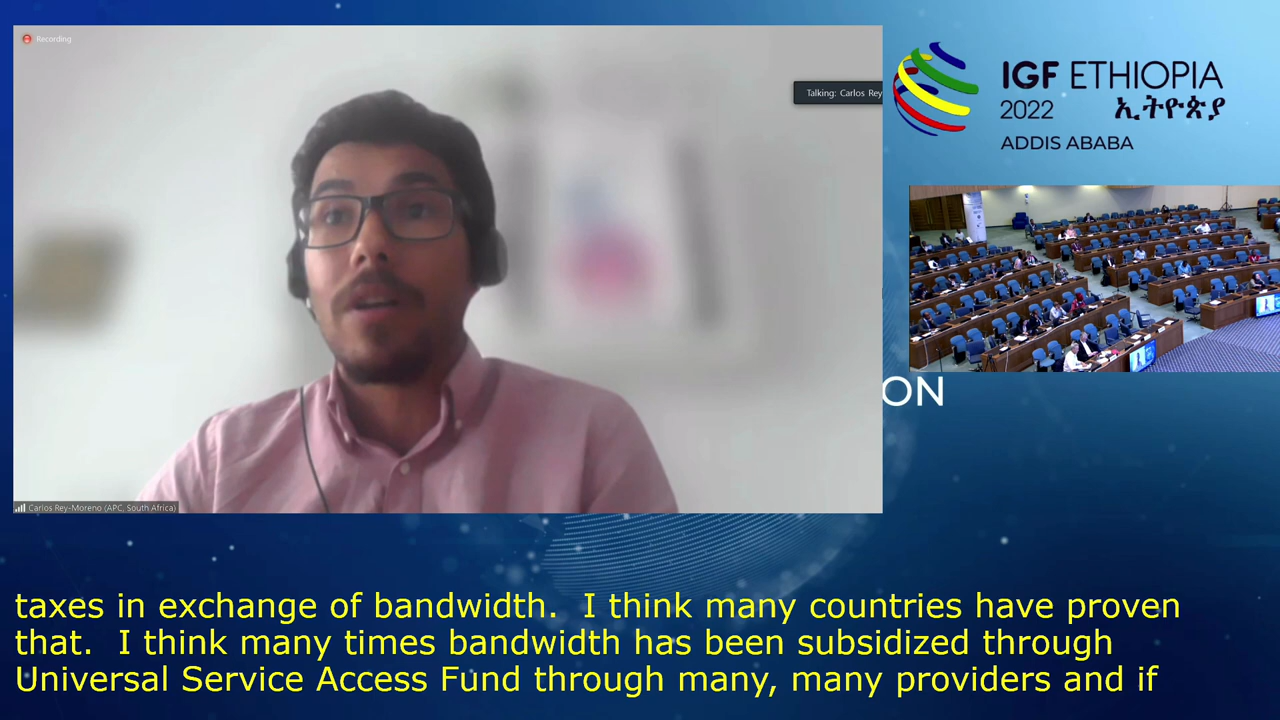 Recording
Talking: Carlos Rey
IGF ETHIOPIA
2022 ኢትዮጵያ
ADDIS ABABA
ON
Carlos Rey-Moreno (APC, South Africa)
taxes in exchange of bandwidth.  I think many countries have proven
that.  I think many times bandwidth has been subsidized through
Universal Service Access Fund through many, many providers and if